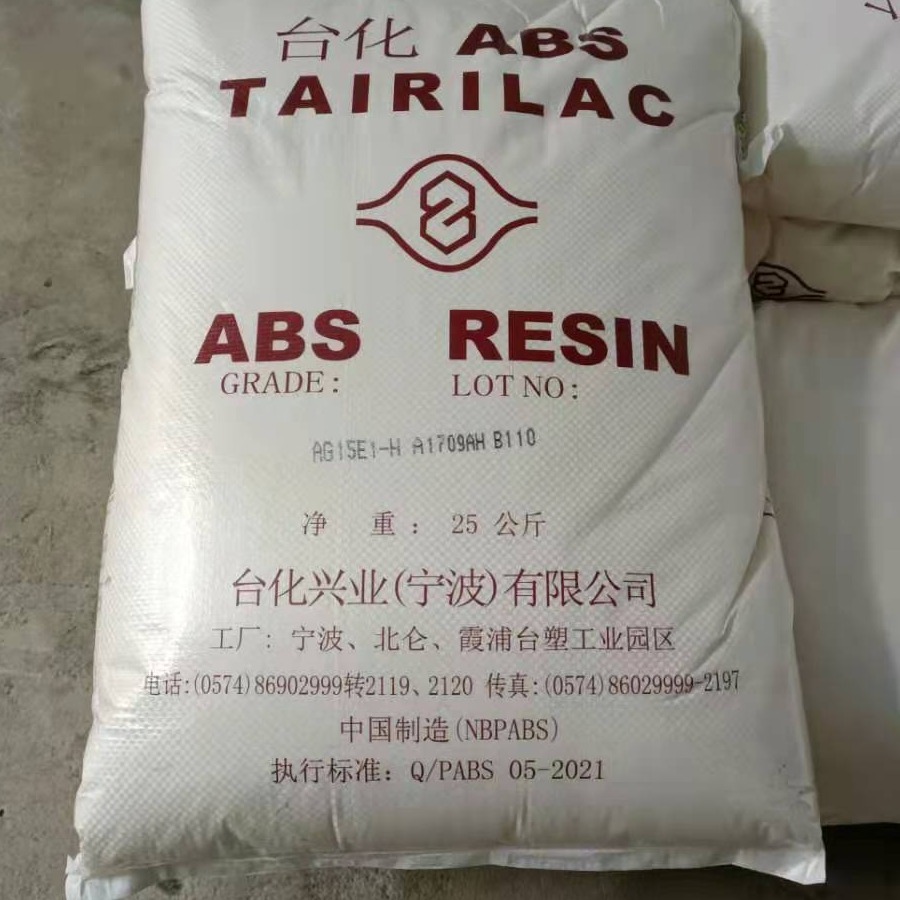 台化 ABS
TAIRILAC
ABS RESIN
GRADE: LOT NO:
AG15E1-H A1709AH B110
净 重: 25 公斤
台化兴业(宁波)有限公司
工厂: 宁波、北仑、霞浦台塑工业园区
电话:(0574)86902999转2119、2120 传真:(0574)86029999-2197
中国制造(NBPABS)
执行标准: Q/PABS 05-2021